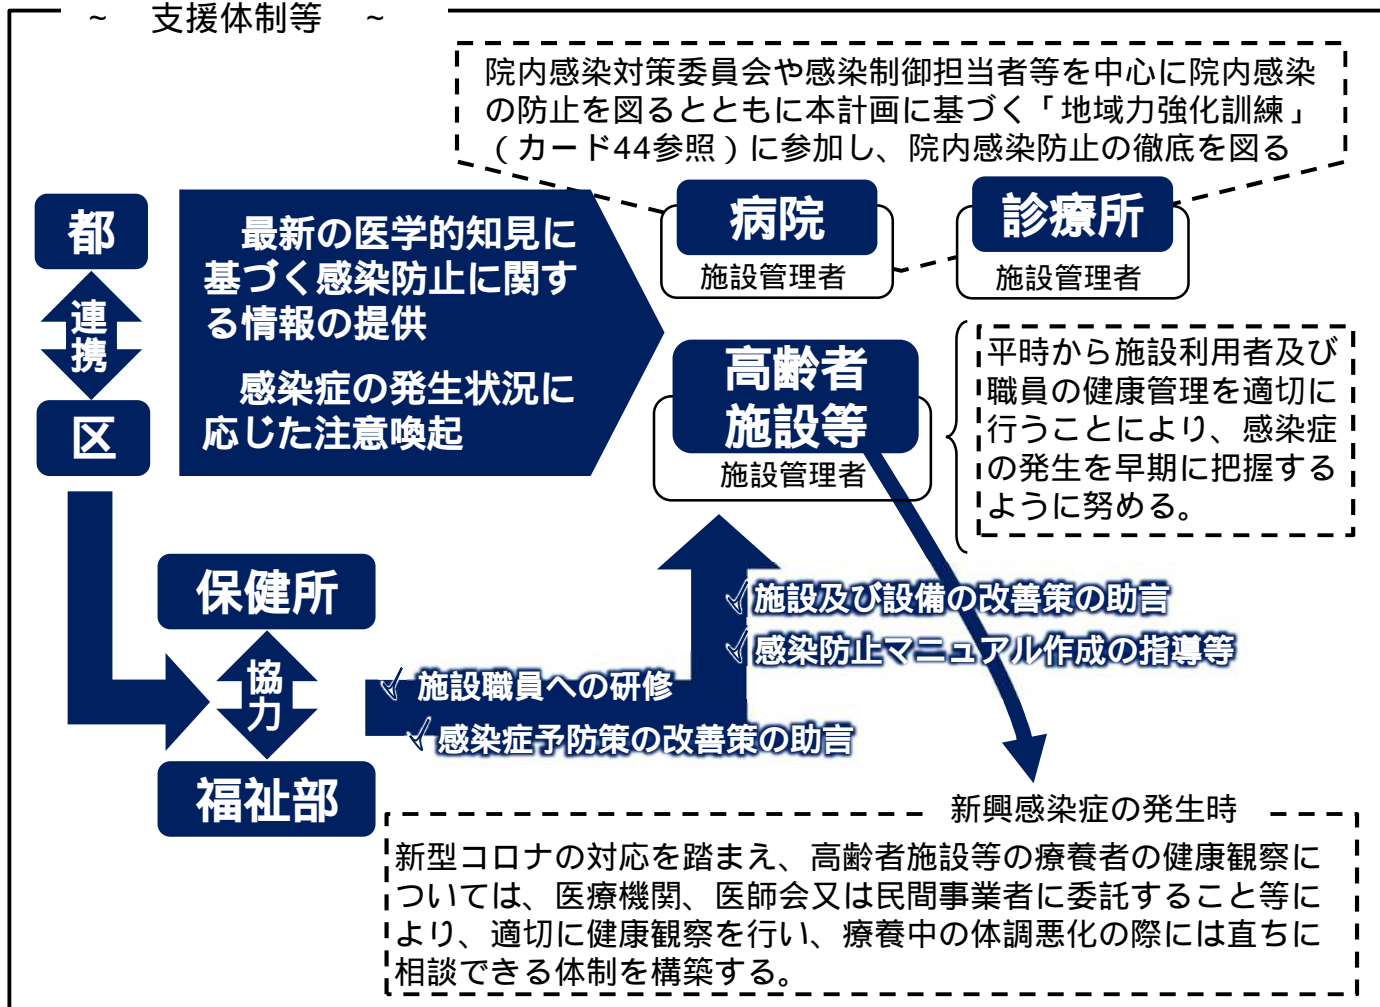 ~ 支援体制等 ~
院内感染対策委員会や感染制御担当者等を中心に院内感染
の防止を図るとともに本計画に基づく「地域力強化訓練」
（カード44参照）に参加し、院内感染防止の徹底を図る
都
連携
区
最新の医学的知見に
基づく感染防止に関す
る情報の提供
感染症の発生状況に
応じた注意喚起
病院
施設管理者
診療所
施設管理者
高齢者
施設等
施設管理者
平時から施設利用者及び
職員の健康管理を適切に
行うことにより、感染症
の発生を早期に把握する
ように努める。
保健所
協力
福祉部
✓ 施設職員への研修
✓ 感染症予防策の改善策の助言
✓ 施設及び設備の改善策の助言
✓ 感染防止マニュアル作成の指導等
新興感染症の発生時
新型コロナの対応を踏まえ、高齢者施設等の療養者の健康観察に
ついては、医療機関、医師会又は民間事業者に委託すること等に
より、適切に健康観察を行い、療養中の体調悪化の際には直ちに
相談できる体制を構築する。